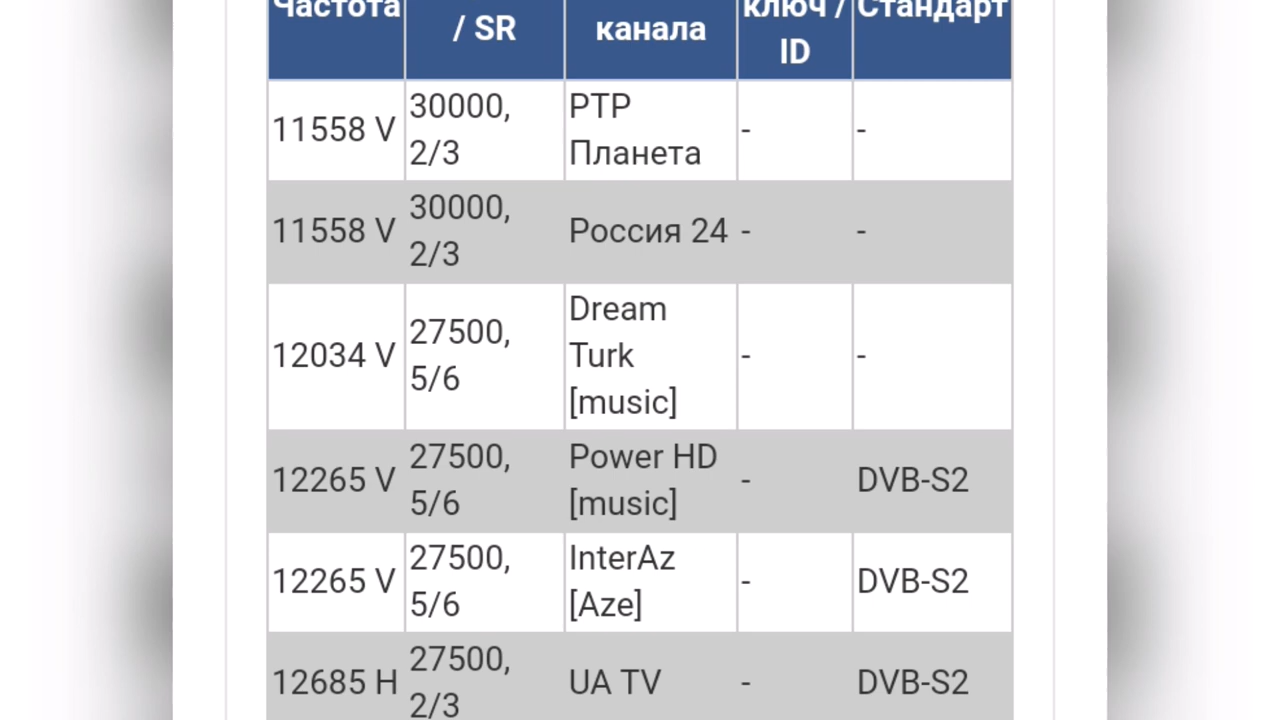 Частота
/ SR
канала
ключ /
ID
Стандарт
11558 V
30000,
2/3
РТР
Планета
-
-
11558 V
30000,
2/3
Россия 24
-
-
12034 V
27500,
5/6
Dream
Turk
[music]
-
-
12265 V
27500,
5/6
Power HD
[music]
-
DVB-S2
12265 V
27500,
5/6
InterAz
[Aze]
-
DVB-S2
12685 H
27500,
2/3
UA TV
-
DVB-S2